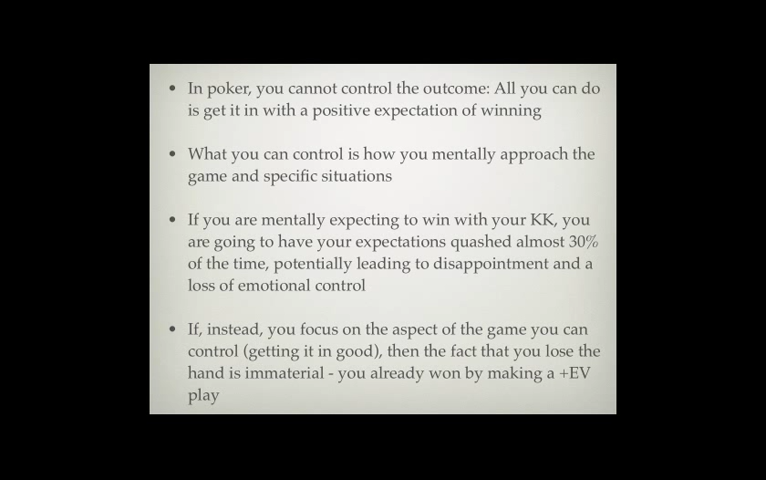 • In poker, you cannot control the outcome: All you can do
is get it in with a positive expectation of winning
• What you can control is how you mentally approach the
game and specific situations
• If you are mentally expecting to win with your KK, you
are going to have your expectations quashed almost 30%
of the time, potentially leading to disappointment and a
loss of emotional control
• If, instead, you focus on the aspect of the game you can
control (getting it in good), then the fact that you lose the
hand is immaterial - you already won by making a +EV
play